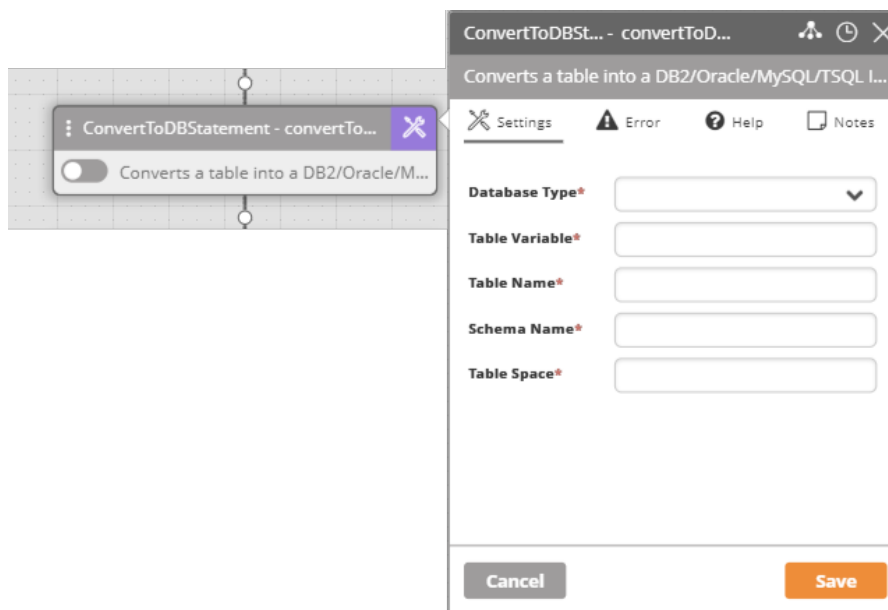 ConvertToDBStatement - convertTo...
Converts a table into a DB2/Oracle/M...
ConvertToDBSt... - convertToD...
Converts a table into a DB2/Oracle/MySQL/TSQL I...
Settings Error Help Notes
Database Type*
Table Variable*
Table Name*
Schema Name*
Table Space*
Cancel Save